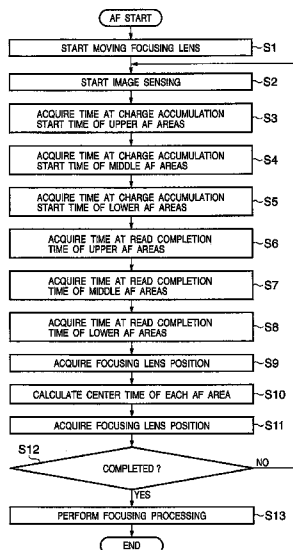 AF START
START MOVING FOCUSING LENS
S1
START IMAGE SENSING
S2
ACQUIRE TIME AT CHARGE ACCUMULATION
START TIME OF UPPER AF AREAS
S3
ACQUIRE TIME AT CHARGE ACCUMULATION
START TIME OF MIDDLE AF AREAS
S4
ACQUIRE TIME AT CHARGE ACCUMULATION
START TIME OF LOWER AF AREAS
S5
ACQUIRE TIME AT READ COMPLETION
TIME OF UPPER AF AREAS
S6
ACQUIRE TIME AT READ COMPLETION
TIME OF MIDDLE AF AREAS
S7
ACQUIRE TIME AT READ COMPLETION
TIME OF LOWER AF AREAS
S8
ACQUIRE FOCUSING LENS POSITION
S9
CALCULATE CENTER TIME OF EACH AF AREA
S10
ACQUIRE FOCUSING LENS POSITION
S11
S12
COMPLETED ?
NO
YES
PERFORM FOCUSING PROCESSING
S13
END